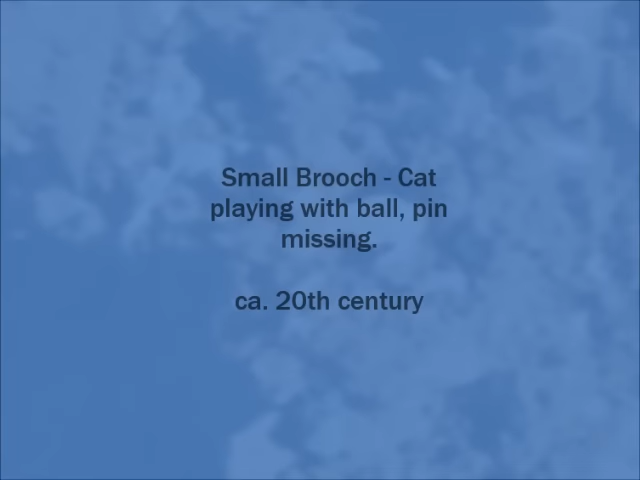 Small Brooch - Cat
playing with ball, pin
missing.
ca. 20th century